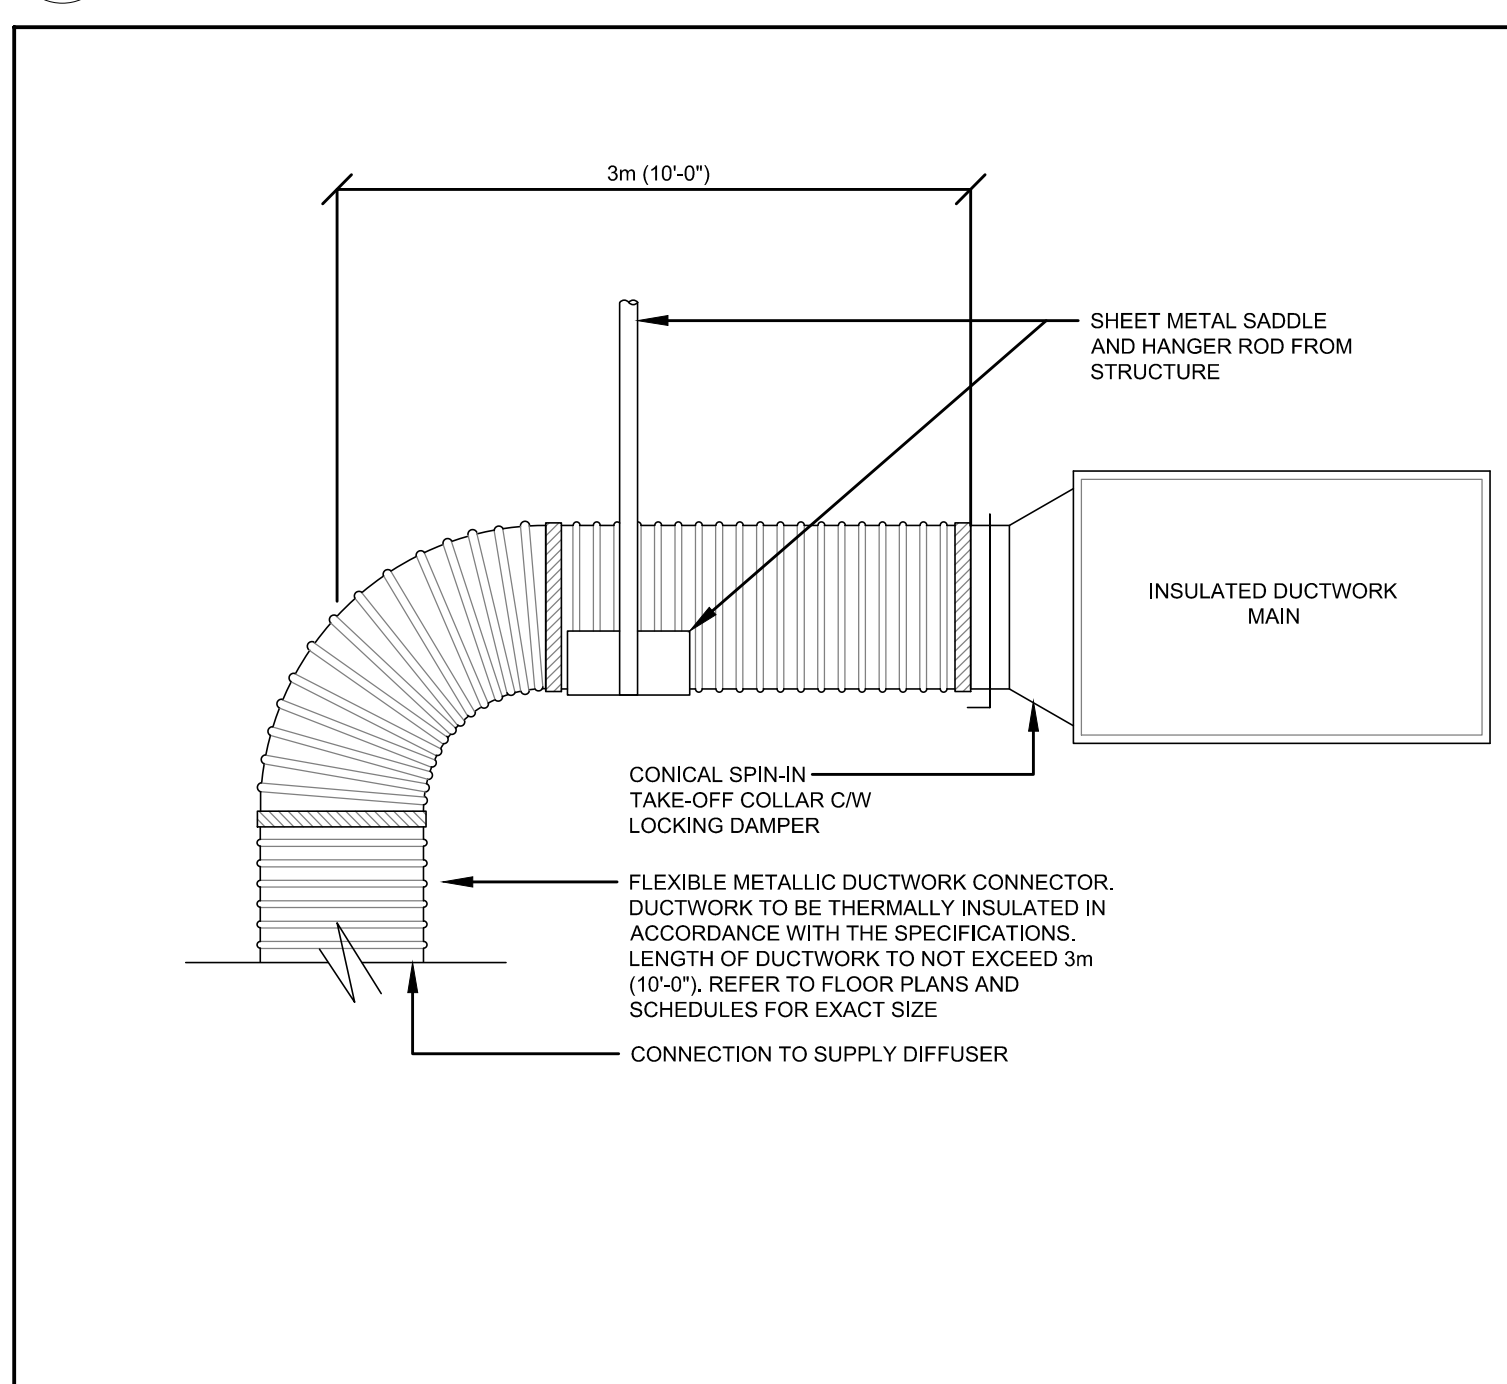 3m (10'-0")
SHEET METAL SADDLE
AND HANGER ROD FROM
STRUCTURE
INSULATED DUCTWORK
MAIN
CONICAL SPIN-IN
TAKE-OFF COLLAR C/W
LOCKING DAMPER
FLEXIBLE METALLIC DUCTWORK CONNECTOR.
DUCTWORK TO BE THERMALLY INSULATED IN
ACCORDANCE WITH THE SPECIFICATIONS.
LENGTH OF DUCTWORK TO NOT EXCEED 3m
(10'-0"). REFER TO FLOOR PLANS AND
SCHEDULES FOR EXACT SIZE
CONNECTION TO SUPPLY DIFFUSER